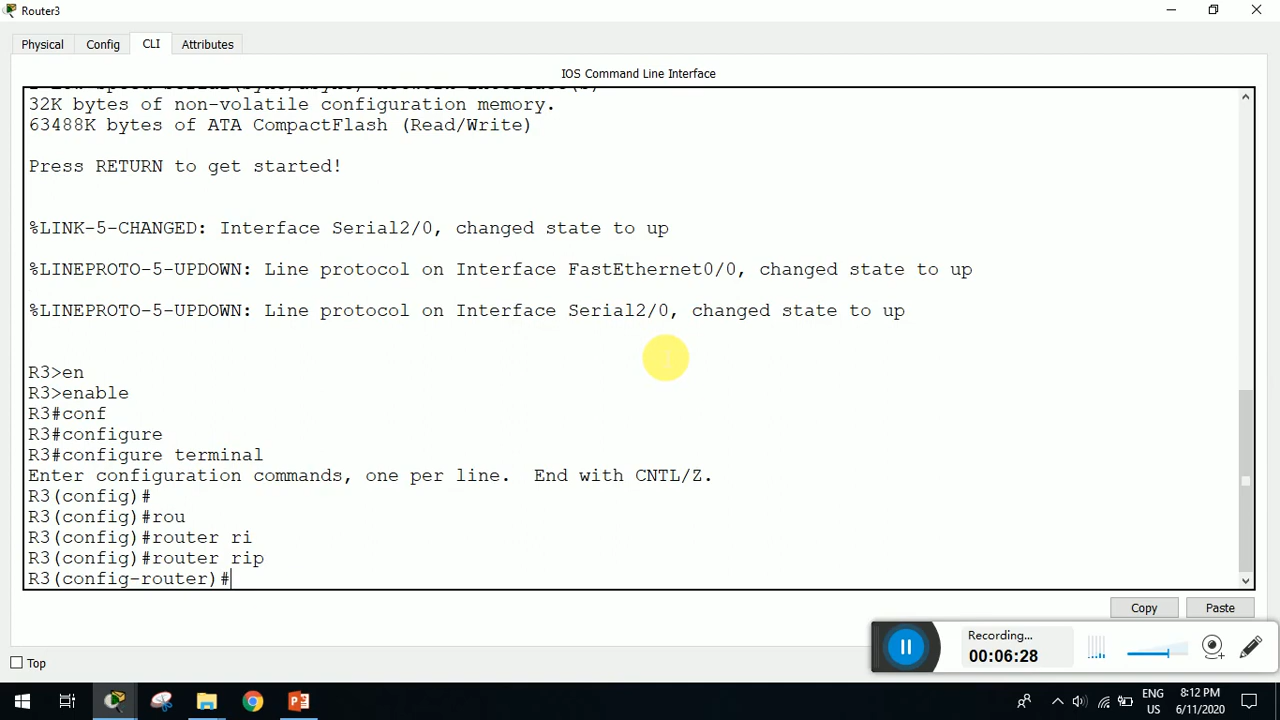 Router3
Physical Config CLI Attributes
IOS Command Line Interface
32K bytes of non-volatile configuration memory.
63488K bytes of ATA CompactFlash (Read/Write)
Press RETURN to get started!
%LINK-5-CHANGED: Interface Serial2/0, changed state to up
%LINEPROTO-5-UPDOWN: Line protocol on Interface FastEthernet0/0, changed state to up
%LINEPROTO-5-UPDOWN: Line protocol on Interface Serial2/0, changed state to up
R3>en
R3>enable
R3#conf
R3#configure
R3#configure terminal
Enter configuration commands, one per line.  End with CNTL/Z.
R3(config)#
R3(config)#rou
R3(config)#router ri
R3(config)#router rip
R3(config-router)#
Copy Paste
Recording...
00:06:28
Top
ENG 8:12 PM
US 6/11/2020